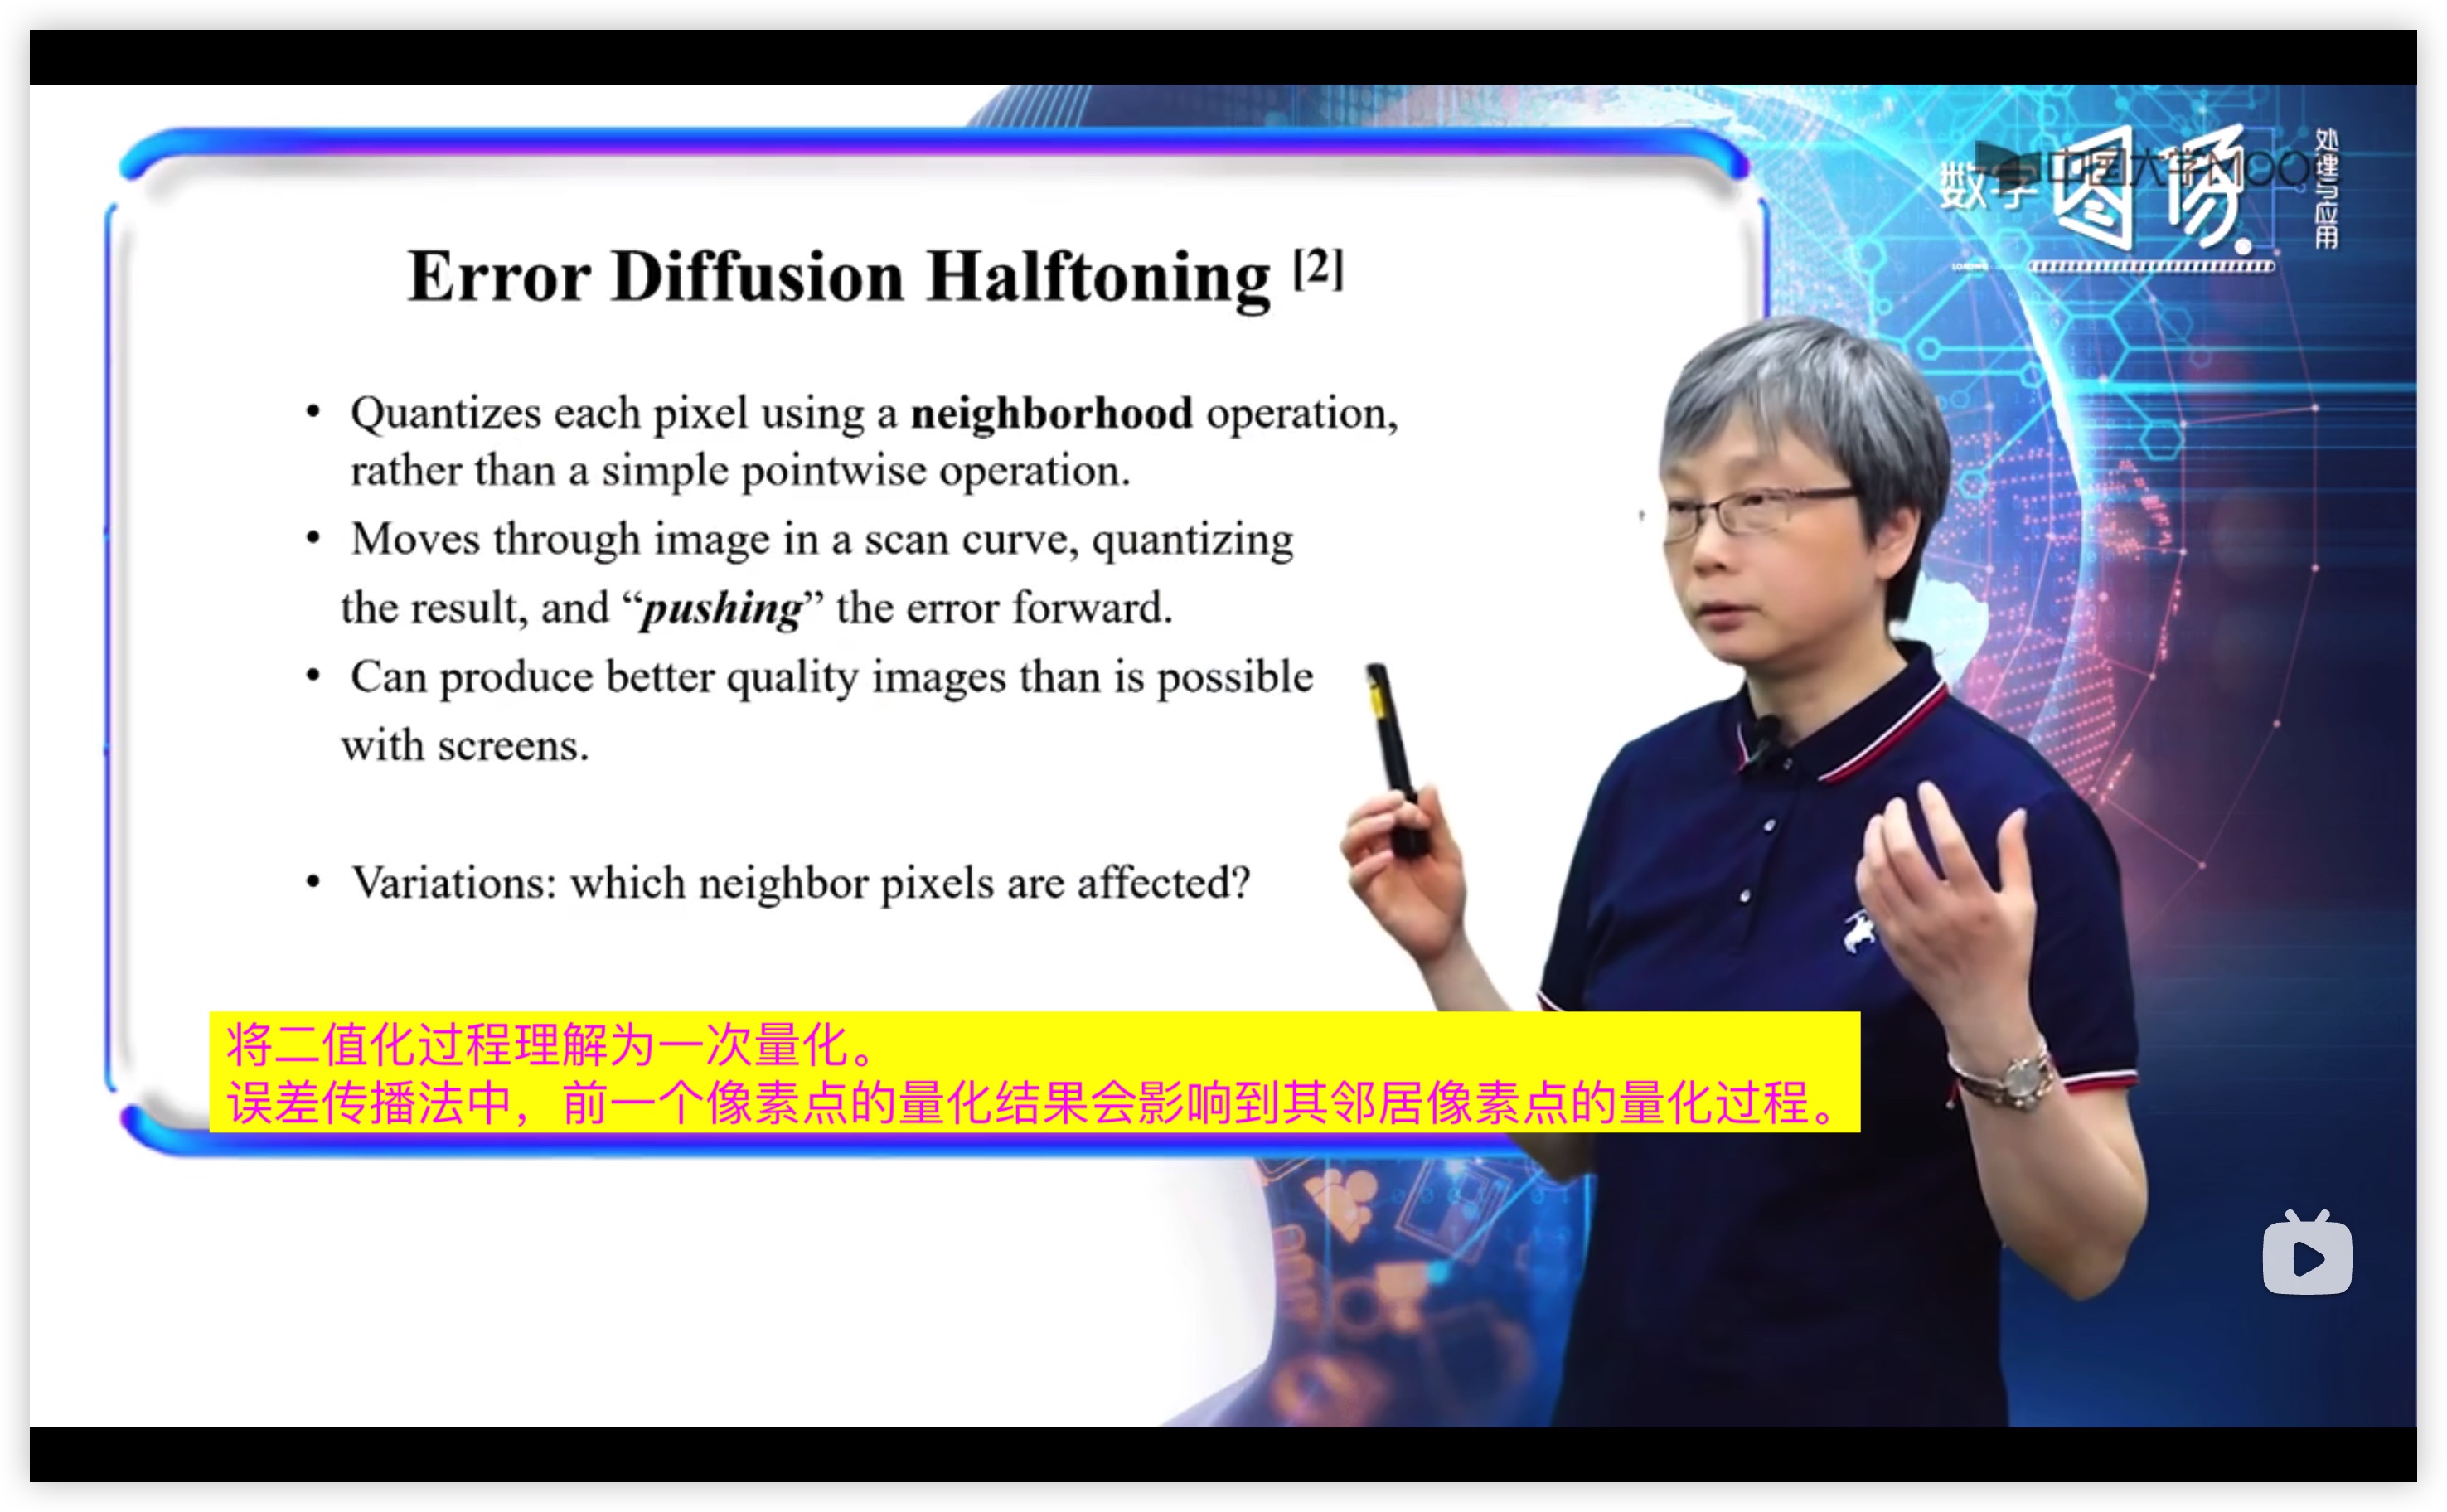 数字图像
处理与应用
中国大学MOOC
LOADING
Error Diffusion Halftoning [2]
• Quantizes each pixel using a neighborhood operation,
rather than a simple pointwise operation.
• Moves through image in a scan curve, quantizing
the result, and “pushing” the error forward.
• Can produce better quality images than is possible
with screens.
• Variations: which neighbor pixels are affected?
将二值化过程理解为一次量化。
误差传播法中，前一个像素点的量化结果会影响到其邻居像素点的量化过程。